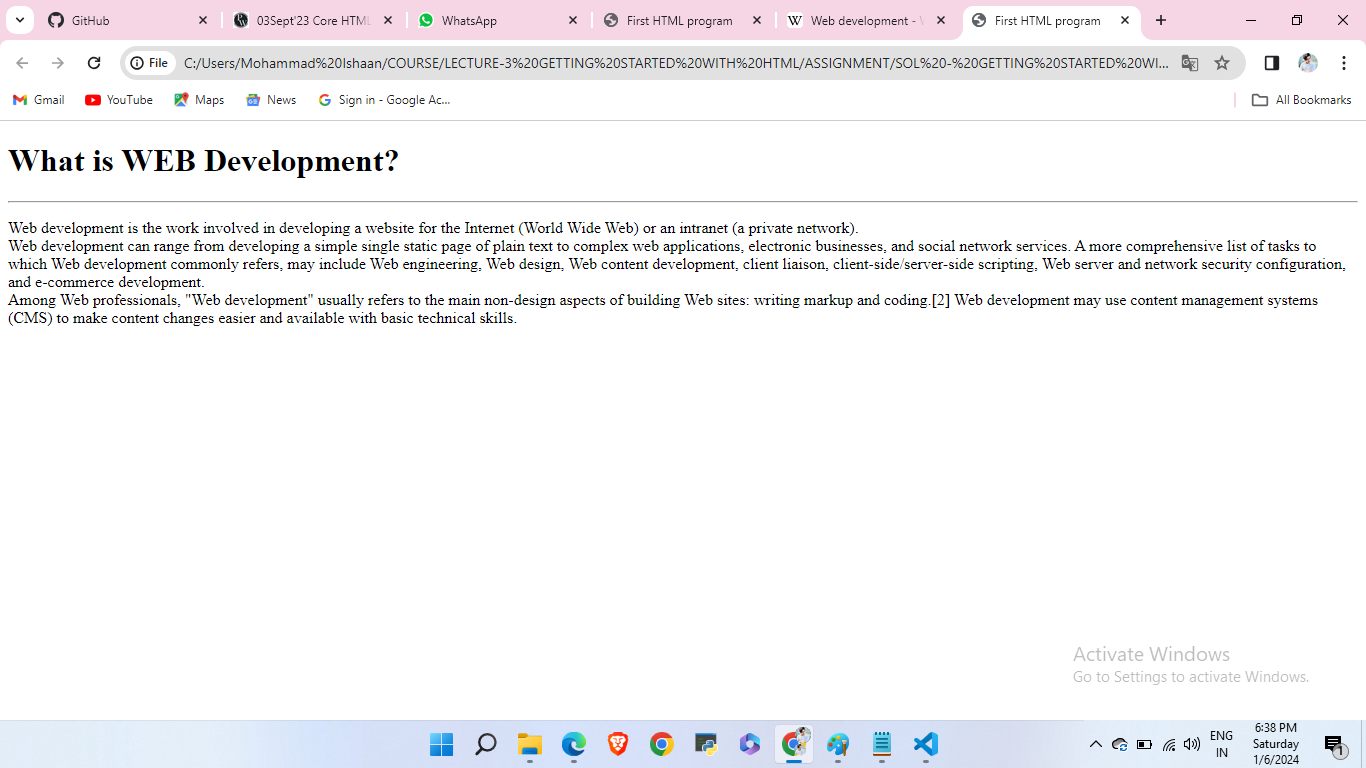 GitHub
03Sept'23 Core HTML
WhatsApp
First HTML program
Web development - W
First HTML program
File
C:/Users/Mohammad%20Ishaan/COURSE/LECTURE-3%20GETTING%20STARTED%20WITH%20HTML/ASSIGNMENT/SOL%20-%20GETTING%20STARTED%20WI...
Gmail
YouTube
Maps
News
Sign in - Google Ac...
All Bookmarks
What is WEB Development?
Web development is the work involved in developing a website for the Internet (World Wide Web) or an intranet (a private network).
Web development can range from developing a simple single static page of plain text to complex web applications, electronic businesses, and social network services. A more comprehensive list of tasks to
which Web development commonly refers, may include Web engineering, Web design, Web content development, client liaison, client-side/server-side scripting, Web server and network security configuration,
and e-commerce development.
Among Web professionals, "Web development" usually refers to the main non-design aspects of building Web sites: writing markup and coding.[2] Web development may use content management systems
(CMS) to make content changes easier and available with basic technical skills.
Activate Windows
Go to Settings to activate Windows.
ENG
IN
6:38 PM
Saturday
1/6/2024
1